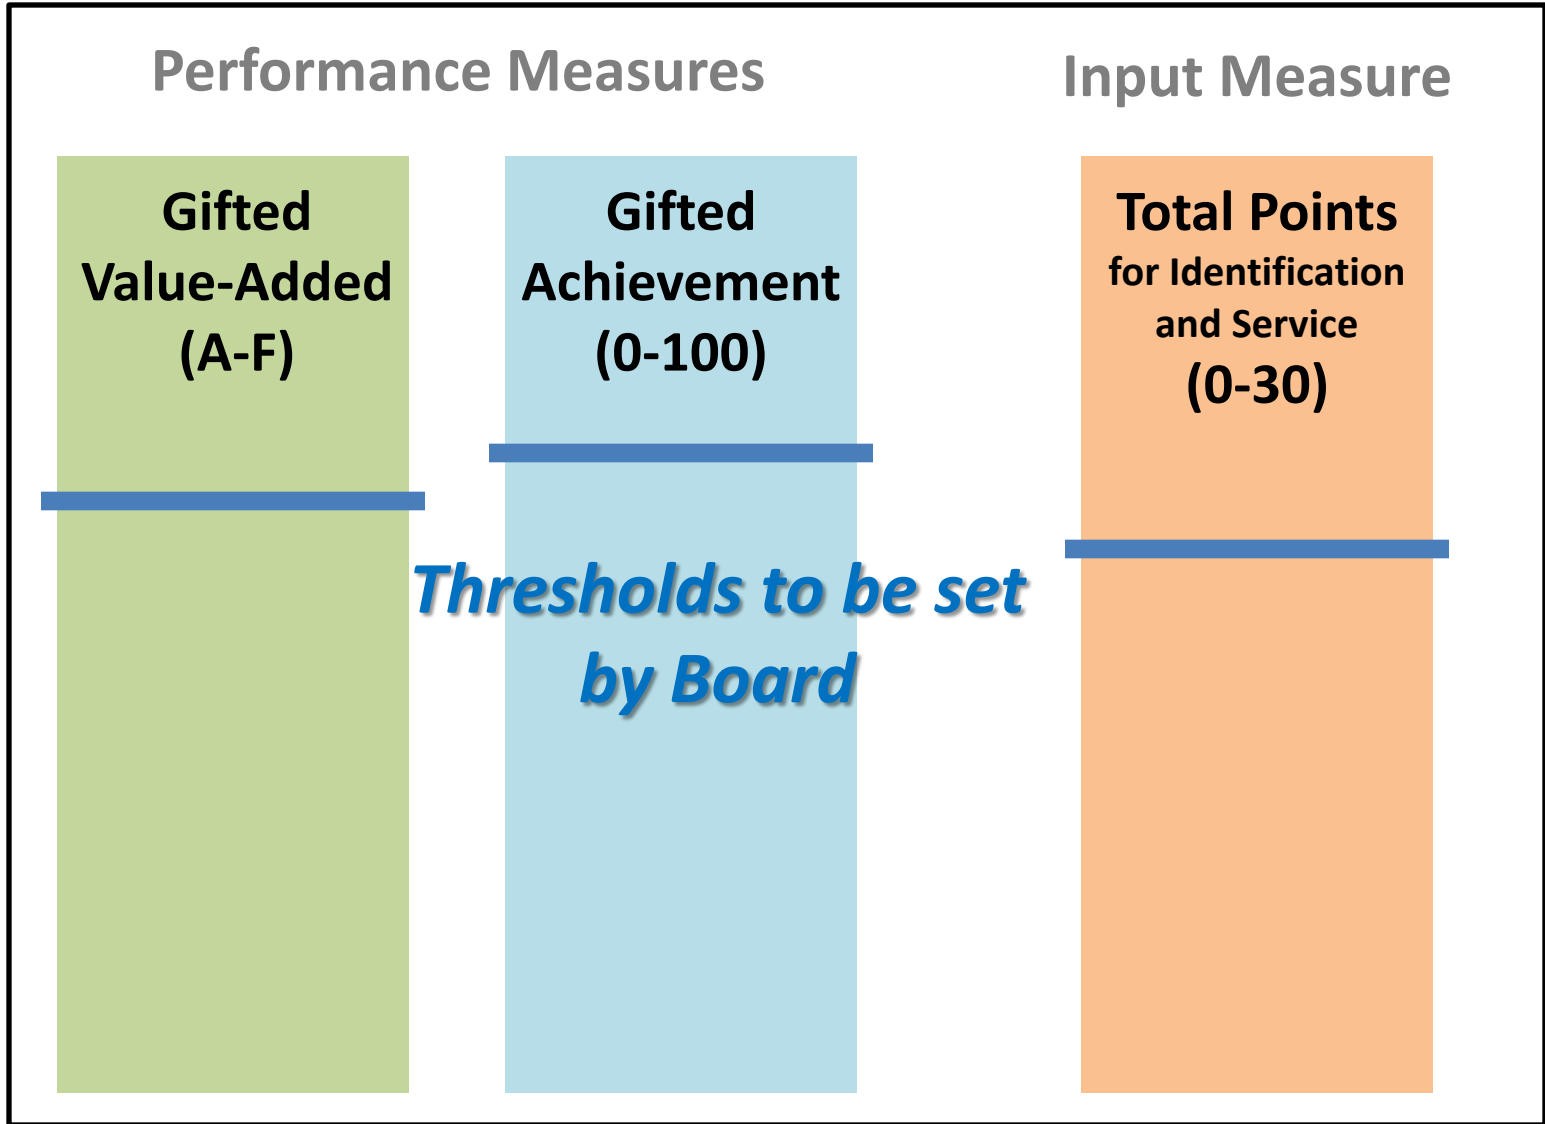 Performance Measures
Input Measure
Gifted
Value-Added
(A-F)
Gifted
Achievement
(0-100)
Total Points
for Identification
and Service
(0-30)
Thresholds to be set
by Board